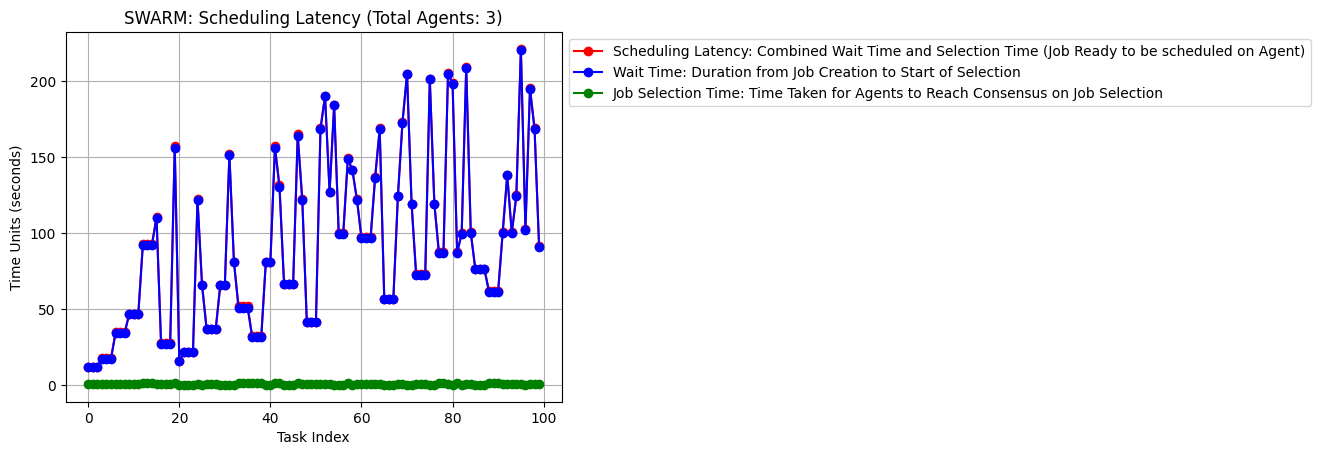 SWARM: Scheduling Latency (Total Agents: 3)
Scheduling Latency: Combined Wait Time and Selection Time (Job Ready to be scheduled on Agent)
Wait Time: Duration from Job Creation to Start of Selection
Job Selection Time: Time Taken for Agents to Reach Consensus on Job Selection
Time Units (seconds)
200
150
100
50
0
0 20 40 60 80 100
Task Index